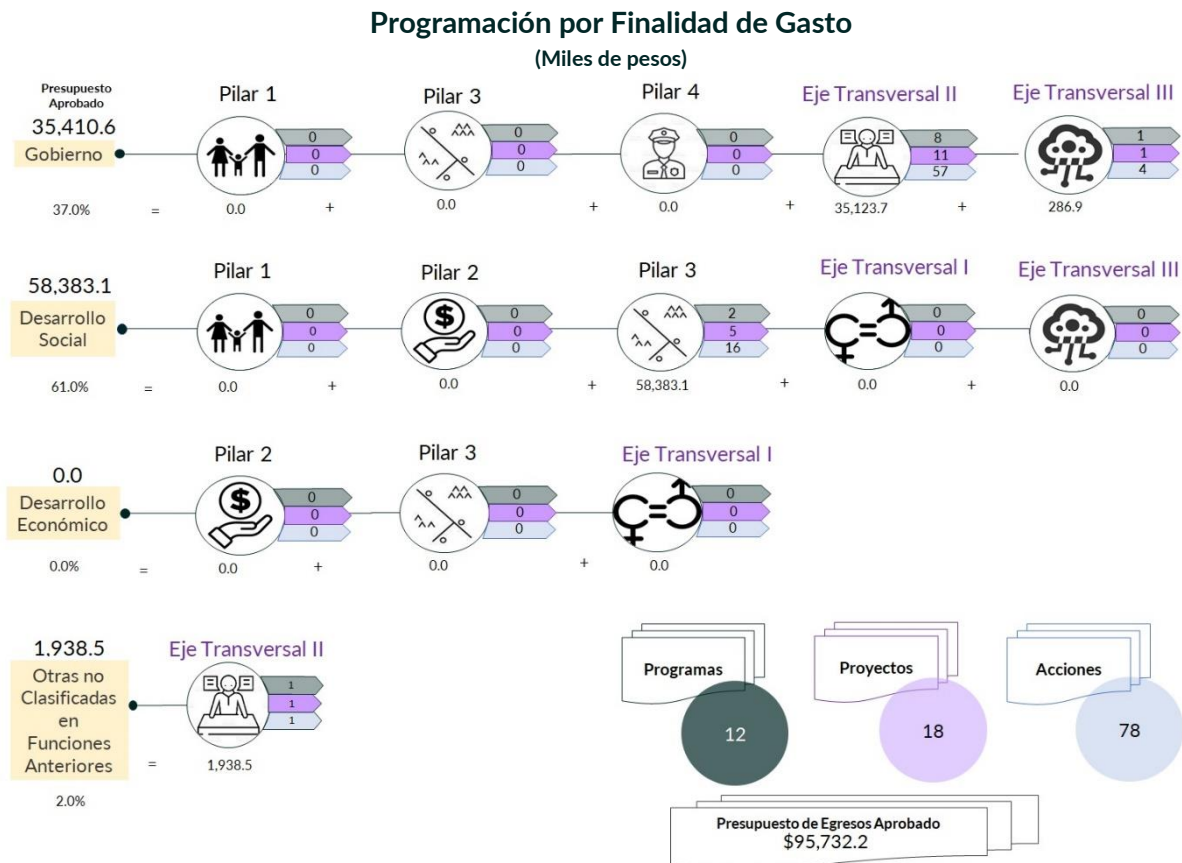 Programación por Finalidad de Gasto
(Miles de pesos)
Presupuesto
Aprobado
35,410.6
Gobierno
37.0%
=
Pilar 1
0
0
0
0.0
+
Pilar 3
0
0
0
0.0
+
Pilar 4
0
0
0
0.0
+
Eje Transversal II
8
11
57
35,123.7
+
Eje Transversal III
1
1
4
286.9
58,383.1
Desarrollo
Social
61.0%
=
Pilar 1
0
0
0
0.0
+
Pilar 2
$
0
0
0
0.0
+
Pilar 3
2
5
16
58,383.1
+
Eje Transversal I
0
0
0
0.0
+
Eje Transversal III
0
0
0
0.0
0.0
Desarrollo
Económico
0.0%
=
Pilar 2
$
0
0
0
0.0
+
Pilar 3
0
0
0
0.0
+
Eje Transversal I
0
0
0
0.0
1,938.5
Otras no
Clasificadas
en
Funciones
Anteriores
2.0%
=
Eje Transversal II
1
1
1
1,938.5
Programas
12
Proyectos
18
Acciones
78
Presupuesto de Egresos Aprobado
$95,732.2